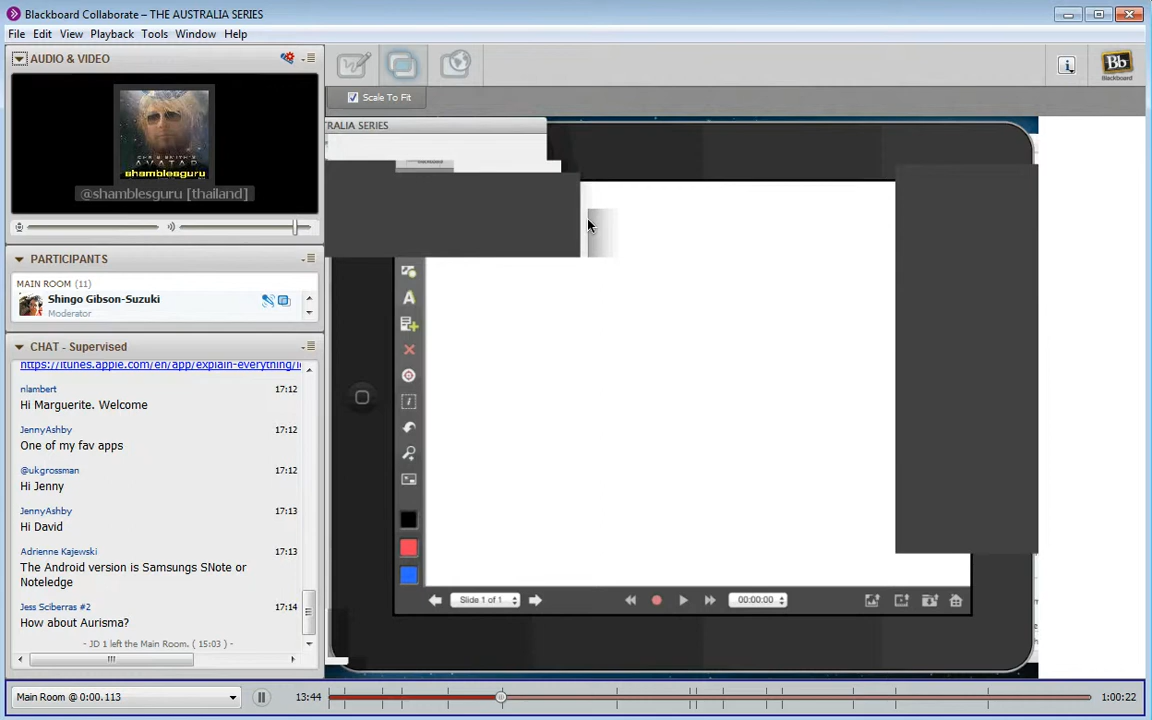 Blackboard Collaborate – THE AUSTRALIA SERIES
File Edit View Playback Tools Window Help
AUDIO & VIDEO
AVATAR
shamblesguru
@shamblesguru [thailand]
PARTICIPANTS
MAIN ROOM (11)
Shingo Gibson-Suzuki
Moderator
CHAT - Supervised
https://itunes.apple.com/en/app/explain-everything/i
nlambert 17:12
Hi Marguerite. Welcome
JennyAshby 17:12
One of my fav apps
@ukgrossman 17:12
Hi Jenny
JennyAshby 17:13
Hi David
Adrienne Kajewski 17:13
The Android version is Samsungs SNote or
Noteledge
Jess Sciberras #2 17:14
How about Aurisma?
- JD 1 left the Main Room. ( 15:03 ) -
Scale To Fit
Bb
Blackboard
TRALIA SERIES
A
Slide 1 of 1
00:00:00
Main Room @ 0:00.113
13:44
1:00:22